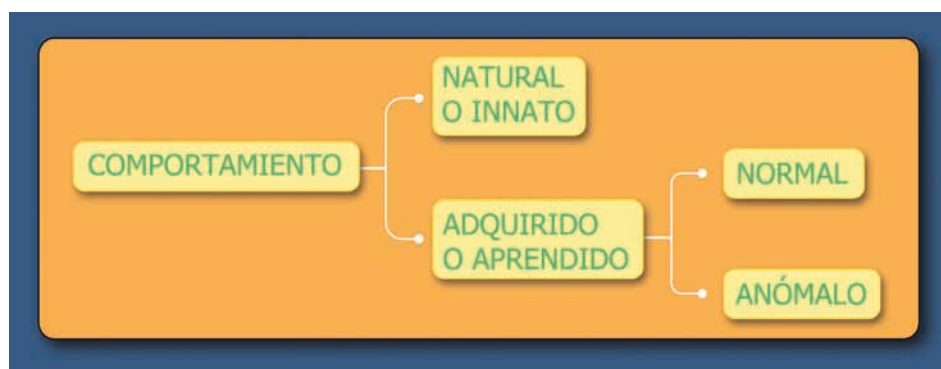 COMPORTAMIENTO
NATURAL
O INNATO
ADQUIRIDO
O APRENDIDO
NORMAL
ANÓMALO